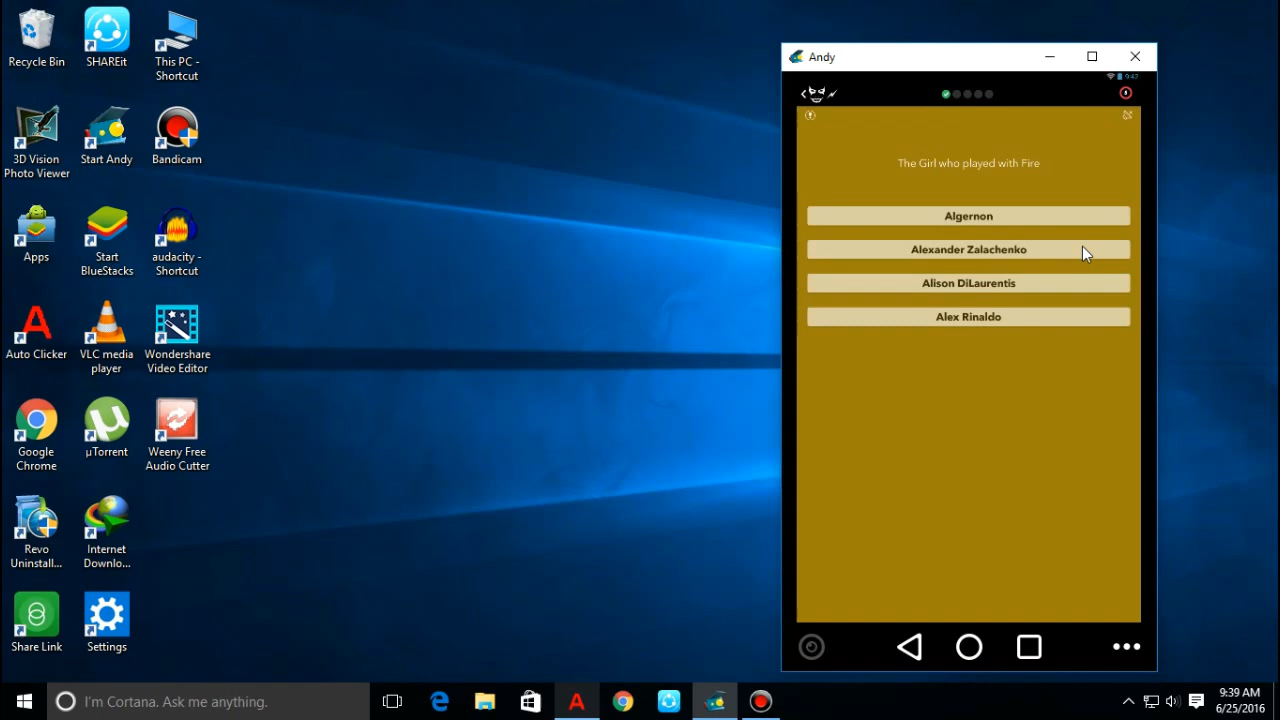 Recycle Bin
SHAREit
This PC -
Shortcut
3D Vision
Photo Viewer
Start Andy
Bandicam
Apps
Start
BlueStacks
audacity -
Shortcut
Auto Clicker
VLC media
player
Wondershare
Video Editor
Google
Chrome
µTorrent
Weeny Free
Audio Cutter
Revo
Uninstall...
Internet
Downlo...
Share Link
Settings
Andy
9:42
The Girl who played with Fire
Algernon
Alexander Zalachenko
Alison DiLaurentis
Alex Rinaldo
I'm Cortana. Ask me anything.
9:39 AM
6/25/2016